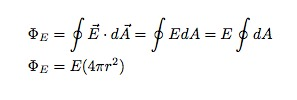 Φ_E = ∮ E⃗ · dA⃗ = ∮ EdA = E ∮ dA
Φ_E = E(4πr²)